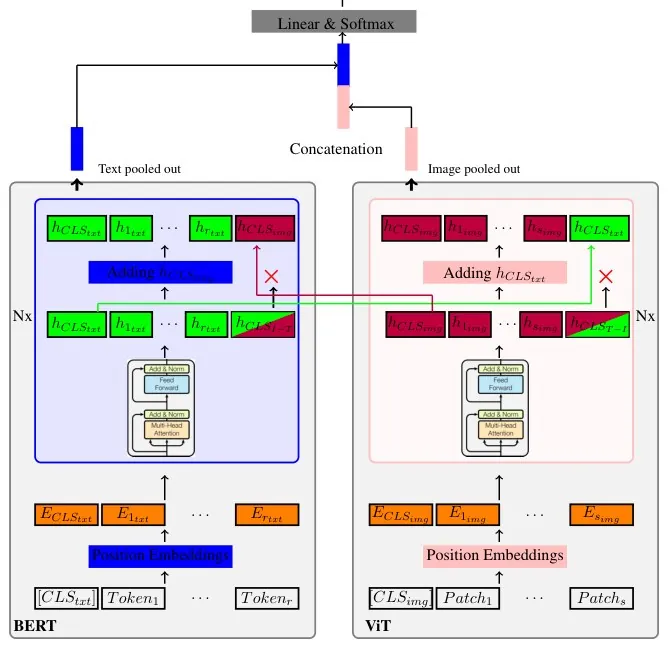 Linear & Softmax
Concatenation
Text pooled out
Image pooled out
h_{CLS_{txt}} h_{1_{txt}} ... h_{r_{txt}} h_{CLS_{img}}
Adding h_{CLS_{img}}
h_{CLS_{txt}} h_{1_{txt}} ... h_{r_{txt}} h_{CLS_{I-T}}
Nx
Add & Norm
Feed
Forward
Add & Norm
Multi-Head
Attention
E_{CLS_{txt}} E_{1_{txt}} ... E_{r_{txt}}
Position Embeddings
[CLS_{txt}] Token_1 ... Token_r
BERT
h_{CLS_{img}} h_{1_{img}} ... h_{s_{img}} h_{CLS_{txt}}
Adding h_{CLS_{txt}}
h_{CLS_{img}} h_{1_{img}} ... h_{s_{img}} h_{CLS_{T-I}}
Nx
Add & Norm
Feed
Forward
Add & Norm
Multi-Head
Attention
E_{CLS_{img}} E_{1_{img}} ... E_{s_{img}}
Position Embeddings
[CLS_{img}] Patch_1 ... Patch_s
ViT